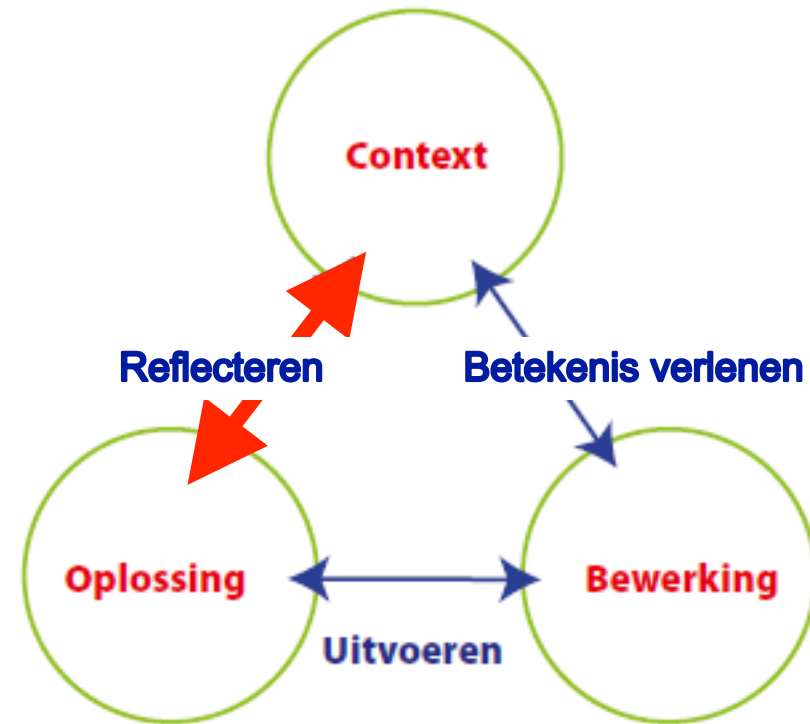 Context
Reflecteren
Betekenis verlenen
Oplossing
Bewerking
Uitvoeren